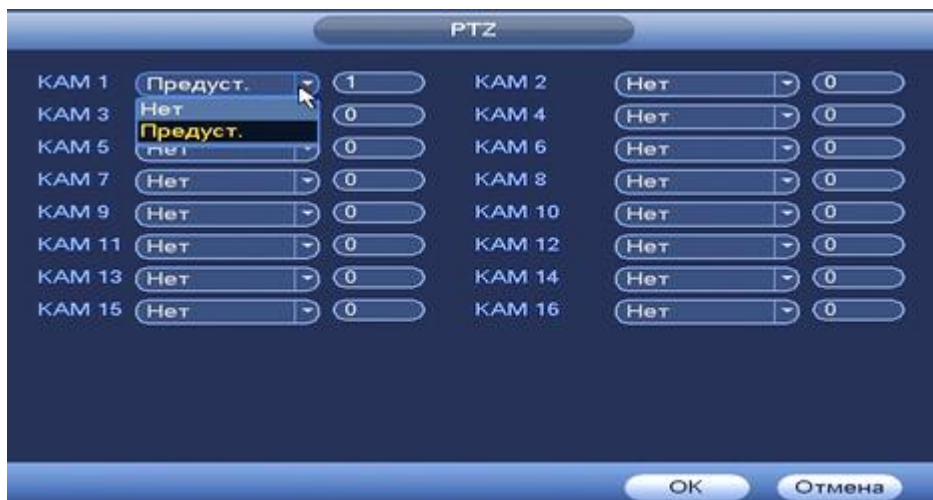 PTZ
КАМ 1 Предуст. 1 КАМ 2 Нет 0
КАМ 3 Нет 0 КАМ 4 Нет 0
Предуст.
КАМ 5 Нет 0 КАМ 6 Нет 0
КАМ 7 Нет 0 КАМ 8 Нет 0
КАМ 9 Нет 0 КАМ 10 Нет 0
КАМ 11 Нет 0 КАМ 12 Нет 0
КАМ 13 Нет 0 КАМ 14 Нет 0
КАМ 15 Нет 0 КАМ 16 Нет 0
OK Отмена